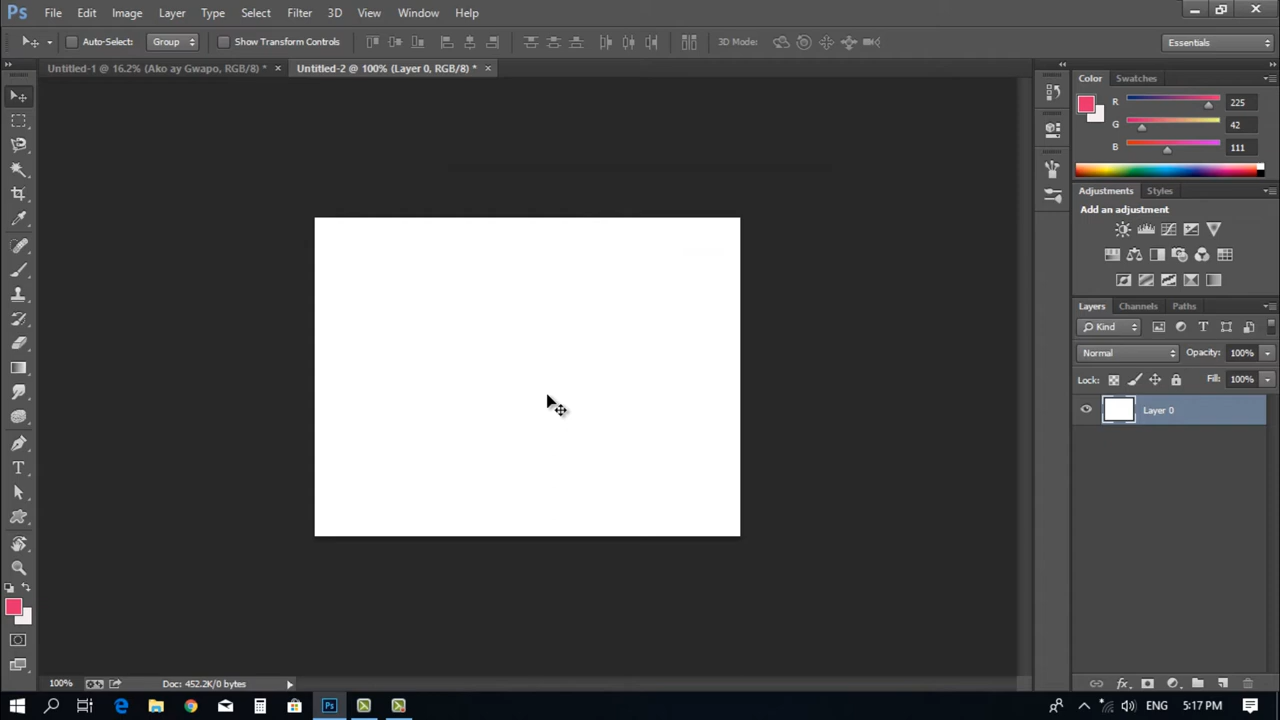 Ps File Edit Image Layer Type Select Filter 3D View Window Help
Auto-Select: Group Show Transform Controls 3D Mode: Essentials
Untitled-1 @ 16.2% (Ako ay Gwapo, RGB/8) * × Untitled-2 @ 100% (Layer 0, RGB/8) * ×
Color Swatches
R 225
G 42
B 111
Adjustments Styles
Add an adjustment
Layers Channels Paths
Kind
Normal Opacity: 100%
Lock: Fill: 100%
Layer 0
T
fx
100% Doc: 452.2K/0 bytes
Ps ENG 5:17 PM